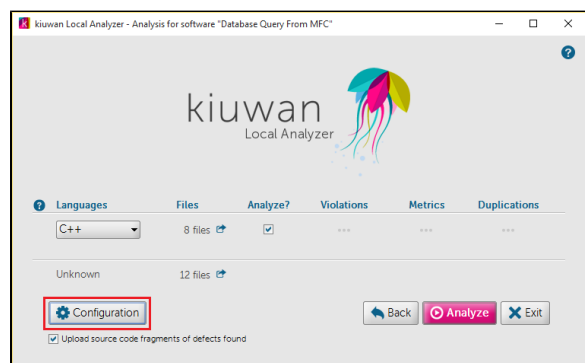 kiuwan Local Analyzer - Analysis for software "Database Query From MFC"
kiuwan
Local Analyzer
Languages Files Analyze? Violations Metrics Duplications
C++ 8 files
Unknown 12 files
Configuration Back Analyze Exit
Upload source code fragments of defects found